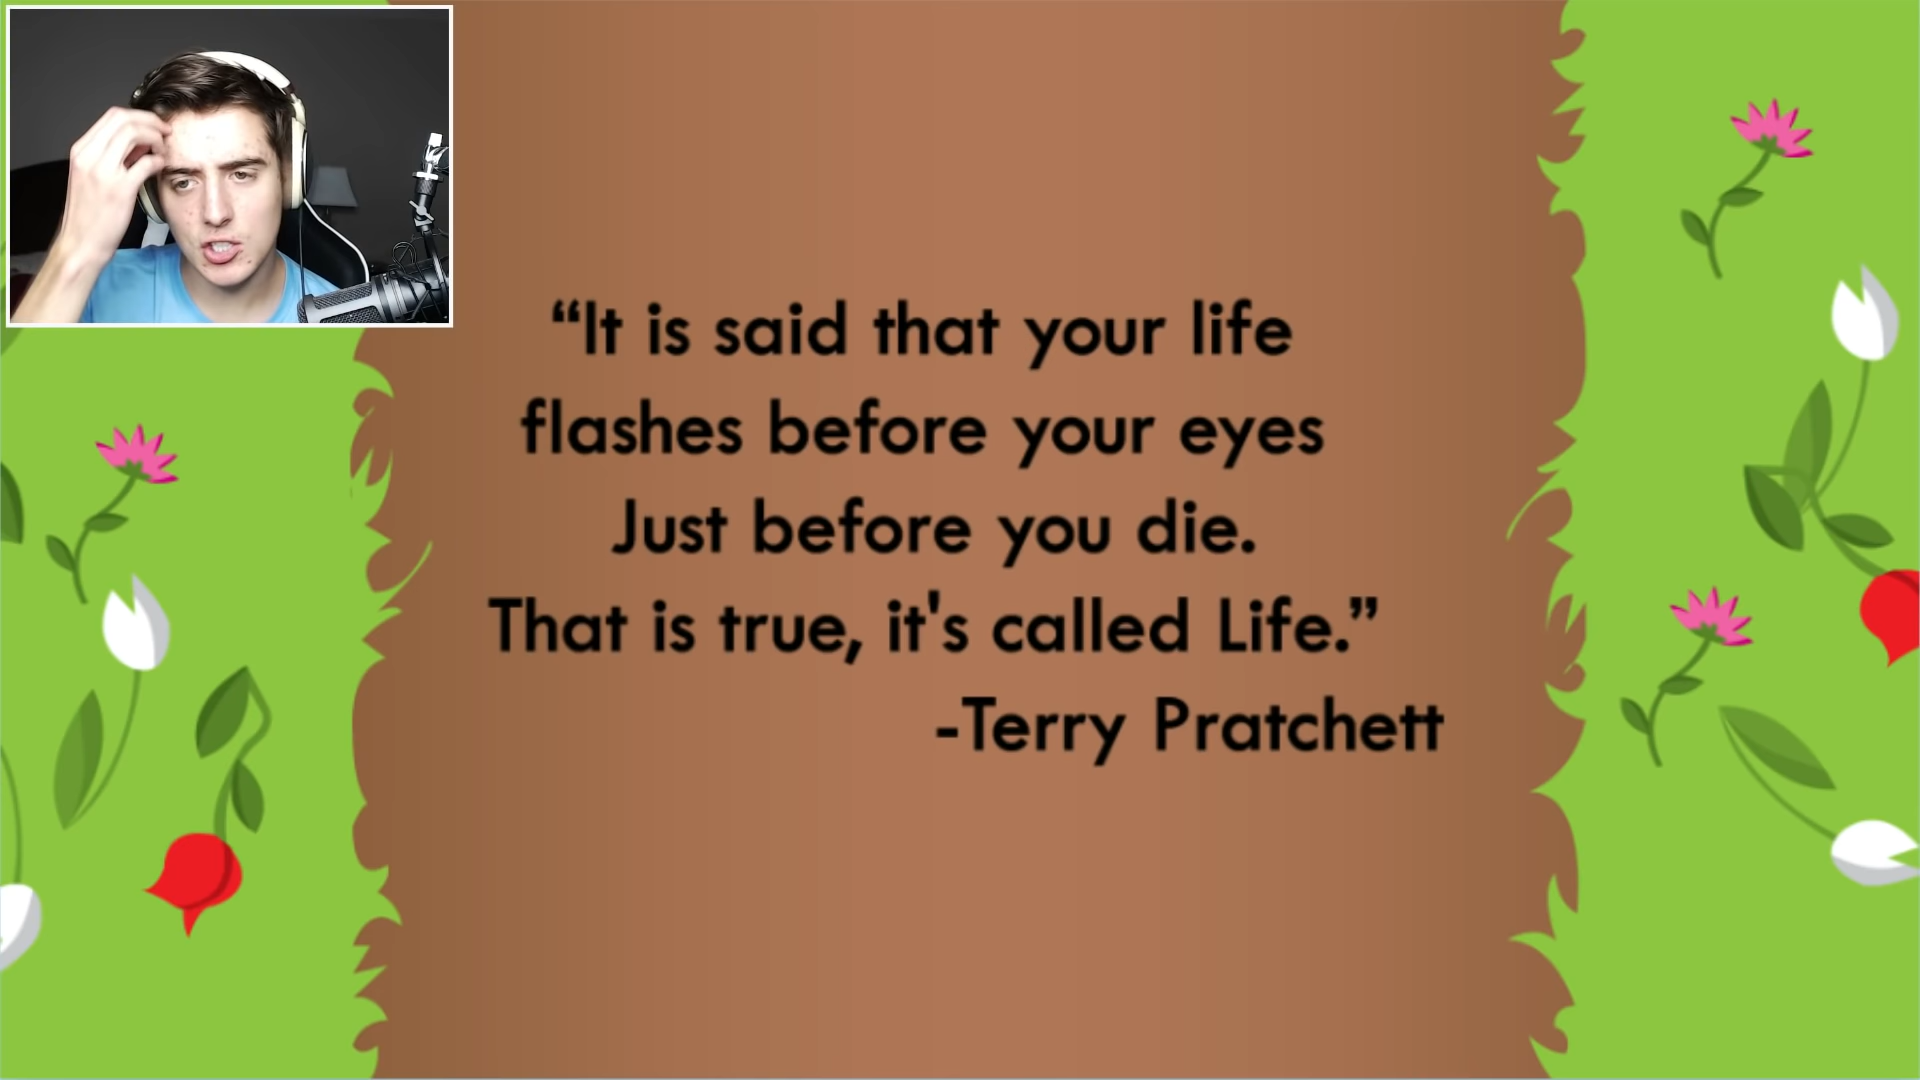 “It is said that your life
flashes before your eyes
Just before you die.
That is true, it's called Life.”
-Terry Pratchett